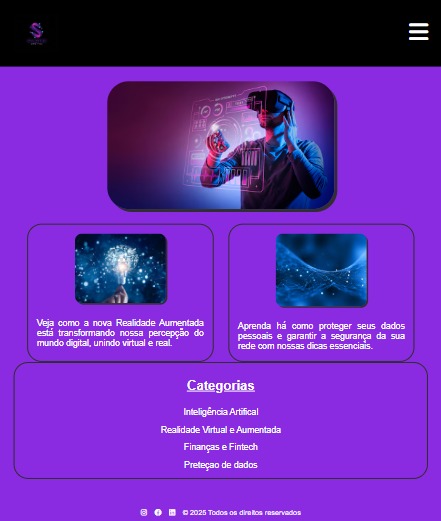 Veja como a nova Realidade Aumentada
está transformando nossa percepção do
mundo digital, unindo virtual e real.
Aprenda há como proteger seus dados
pessoais e garantir a segurança da sua
rede com nossas dicas essenciais.
Categorias
Inteligência Artifical
Realidade Virtual e Aumentada
Finanças e Fintech
Preteçao de dados
© 2025 Todos os direitos reservados